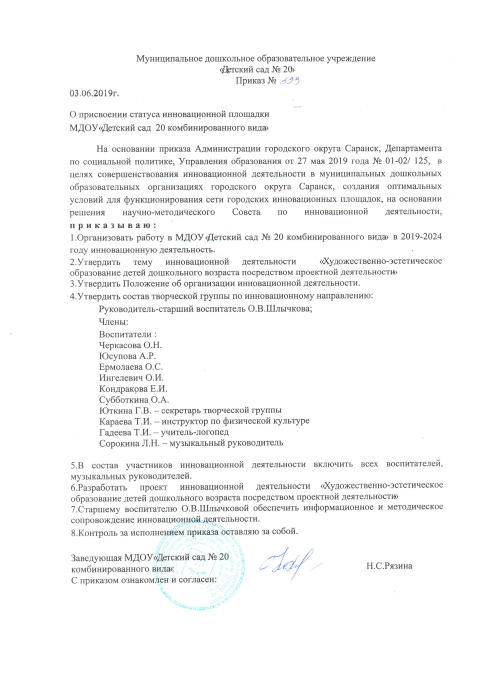 Муниципальное дошкольное образовательное учреждение
«Детский сад № 20»
Приказ №
03.06.2019г.
О присвоении статуса инновационной площадки
МДОУ«Детский сад 20 комбинированного вида»
На основании приказа Администрации городского округа Саранск, Департамента
по социальной политике, Управления образования от 27 мая 2019 года № 01-02/ 125, в
целях совершенствования инновационной деятельности в муниципальных дошкольных
образовательных организациях городского округа Саранск, создания оптимальных
условий для функционирования сети городских инновационных площадок, на основании
решения научно-методического Совета по инновационной деятельности,
п р и к а з ы в а ю :
1.Организовать работу в МДОУ«Детский сад № 20 комбинированного вида» в 2019-2024
году инновационную деятельность.
2.Утвердить тему инновационной деятельности «Художественно-эстетическое
образование детей дошкольного возраста посредством проектной деятельности»
3.Утвердить Положение об организации инновационной деятельности.
4.Утвердить состав творческой группы по инновационному направлению:
Руководитель-старший воспитатель О.В.Шлычкова;
Члены:
Воспитатели :
Черкасова О.Н.
Юсупова А.Р.
Ермолаева О.С.
Ингелевич О.И.
Кондракова Е.И.
Субботкина О.А.
Юткина Г.В. – секретарь творческой группы
Караева Т.И. – инструктор по физической культуре
Гадеева Т.И. – учитель-логопед
Сорокина Л.Н. – музыкальный руководитель
5.В состав участников инновационной деятельности включить всех воспитателей,
музыкальных руководителей.
6.Разработать проект инновационной деятельности «Художественно-эстетическое
образование детей дошкольного возраста посредством проектной деятельности»
7.Старшему воспитателю О.В.Шлычковой обеспечить информационное и методическое
сопровождение инновационной деятельности.
8.Контроль за исполнением приказа оставляю за собой.
Заведующая МДОУ«Детский сад № 20
комбинированного вида«
Н.С.Рязина
С приказом ознакомлен и согласен: